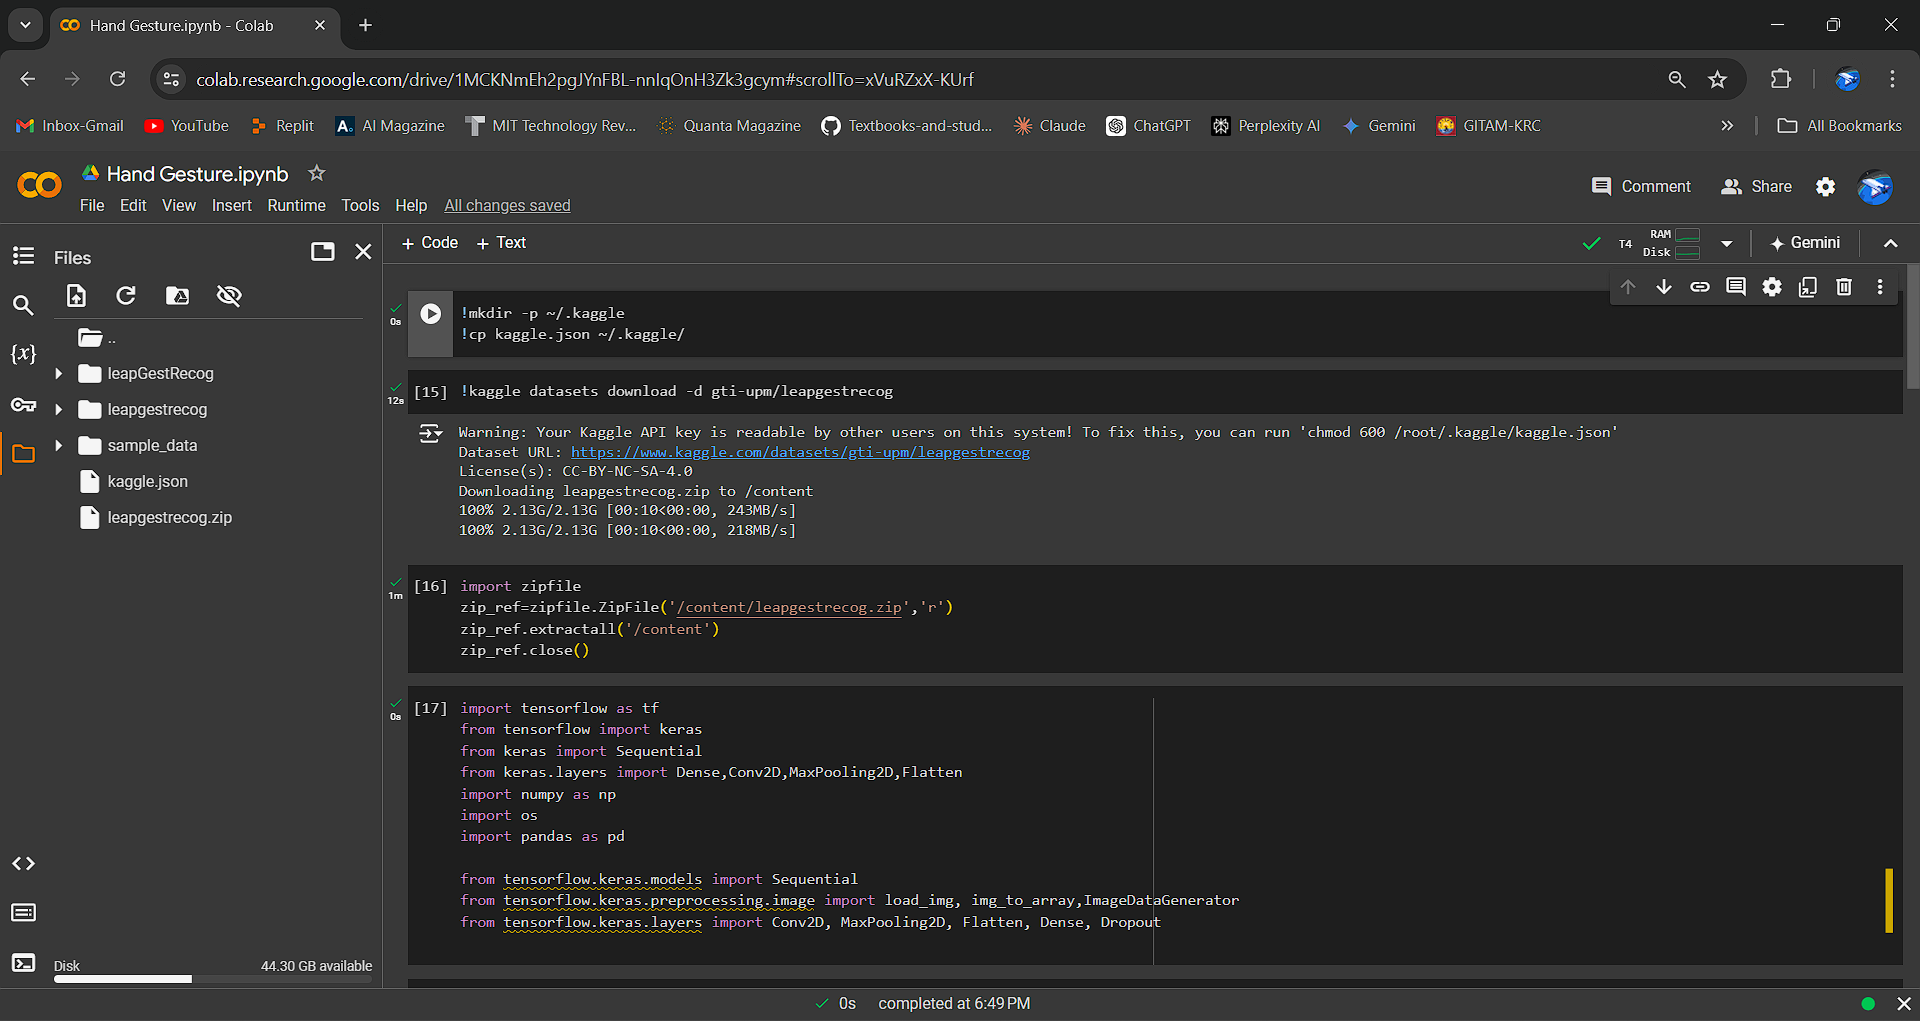 Hand Gesture.ipynb - Colab
colab.research.google.com/drive/1MCKNmEh2pgJYnFBL-nnlqOnH3Zk3gcym#scrollTo=xVuRZxX-KUrf
Inbox-Gmail YouTube Replit AI Magazine MIT Technology Rev... Quanta Magazine Textbooks-and-stud... Claude ChatGPT Perplexity AI Gemini GITAM-KRC All Bookmarks
Hand Gesture.ipynb
Comment Share
File Edit View Insert Runtime Tools Help All changes saved
Files
+ Code + Text
T4 RAM Disk Gemini
..
leapGestRecog
leapgestrecog
sample_data
kaggle.json
leapgestrecog.zip
Disk 44.30 GB available
0s
!mkdir -p ~/.kaggle
!cp kaggle.json ~/.kaggle/
12s
[15] !kaggle datasets download -d gti-upm/leapgestrecog
Warning: Your Kaggle API key is readable by other users on this system! To fix this, you can run 'chmod 600 /root/.kaggle/kaggle.json'
Dataset URL: https://www.kaggle.com/datasets/gti-upm/leapgestrecog
License(s): CC-BY-NC-SA-4.0
Downloading leapgestrecog.zip to /content
100% 2.13G/2.13G [00:10<00:00, 243MB/s]
100% 2.13G/2.13G [00:10<00:00, 218MB/s]
1m
[16] import zipfile
zip_ref=zipfile.ZipFile('/content/leapgestrecog.zip','r')
zip_ref.extractall('/content')
zip_ref.close()
0s
[17] import tensorflow as tf
from tensorflow import keras
from keras import Sequential
from keras.layers import Dense,Conv2D,MaxPooling2D,Flatten
import numpy as np
import os
import pandas as pd
from tensorflow.keras.models import Sequential
from tensorflow.keras.preprocessing.image import load_img, img_to_array,ImageDataGenerator
from tensorflow.keras.layers import Conv2D, MaxPooling2D, Flatten, Dense, Dropout
0s completed at 6:49 PM